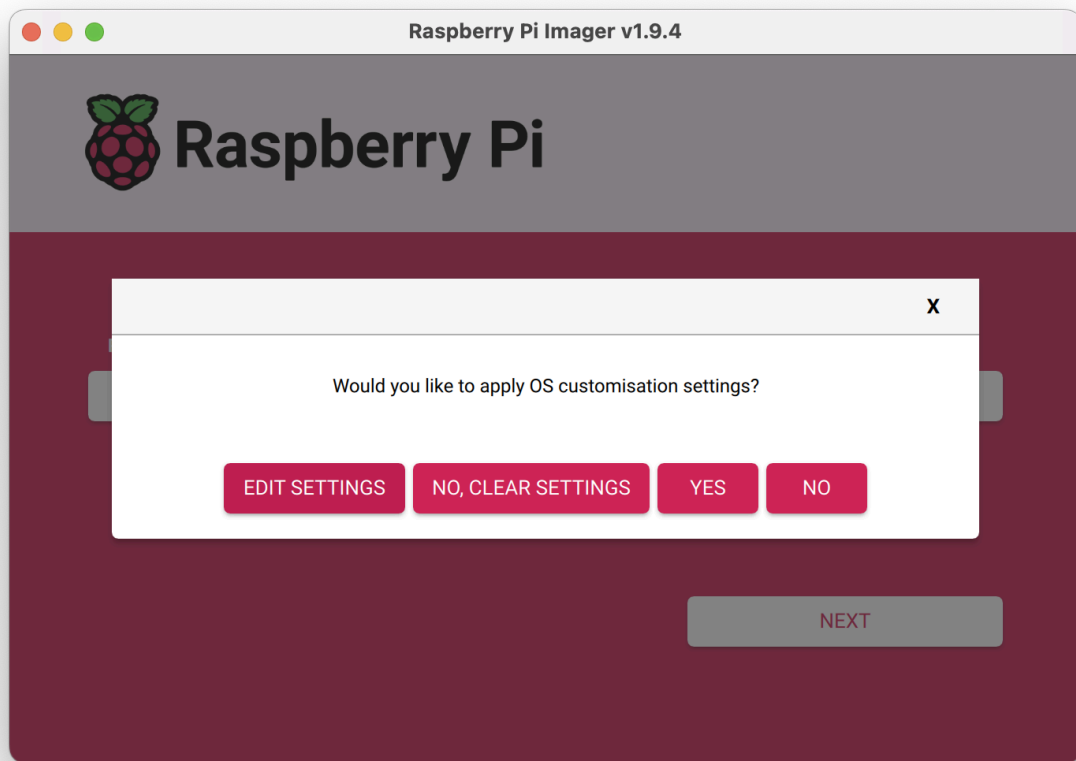 Raspberry Pi Imager v1.9.4
Raspberry Pi
X
Would you like to apply OS customisation settings?
EDIT SETTINGS
NO, CLEAR SETTINGS
YES
NO
NEXT